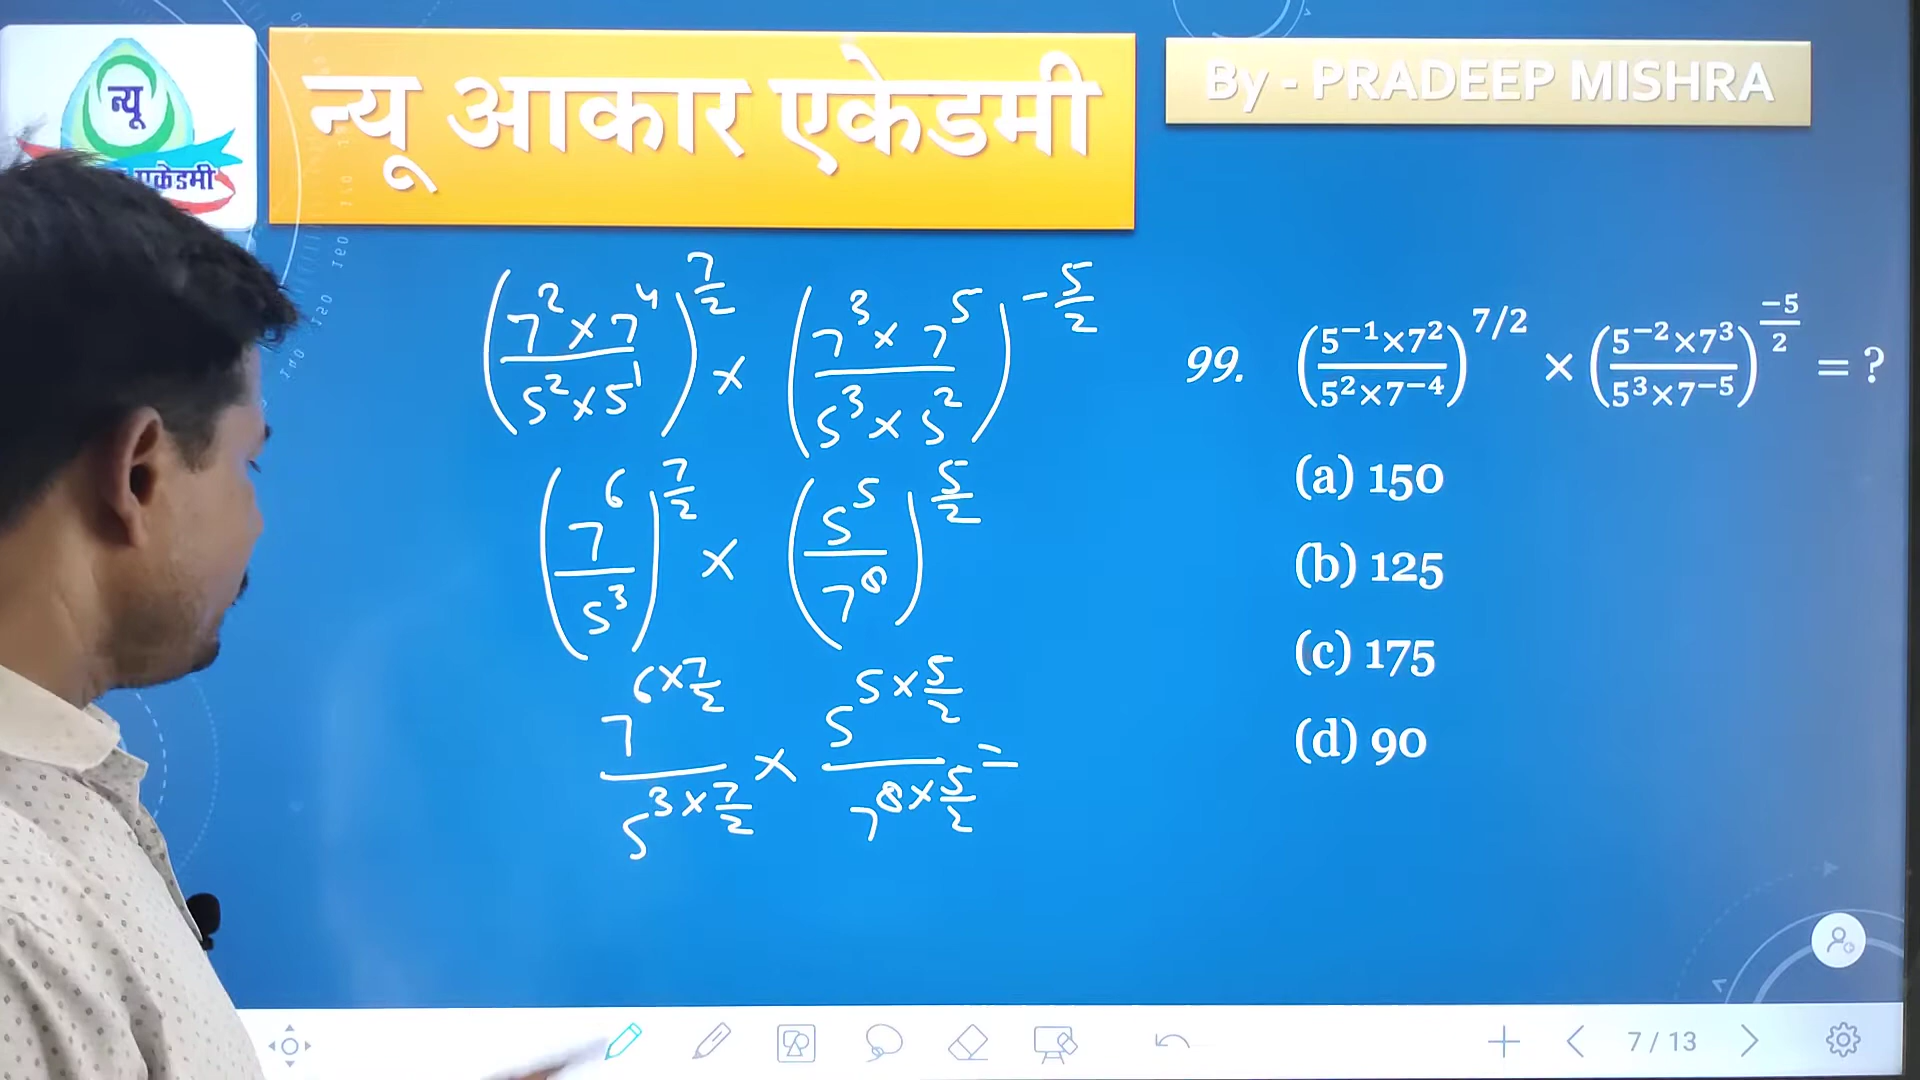 न्यू
एकेडमी
न्यू आकार एकेडमी
By - PRADEEP MISHRA
(7² × 7⁴ / 5² × 5¹)^(7/2) × (7³ × 7⁵ / 5³ × 5²)^(-5/2)
(7⁶ / 5³)^(7/2) × (5⁵ / 7⁸)^(5/2)
7^(6 × 7/2) / 5^(3 × 7/2) × 5^(5 × 5/2) / 7^(8 × 5/2) =
99. (5⁻¹×7² / 5²×7⁻⁴)^(7/2) × (5⁻²×7³ / 5³×7⁻⁵)^(-5/2) = ?
(a) 150
(b) 125
(c) 175
(d) 90
7 / 13